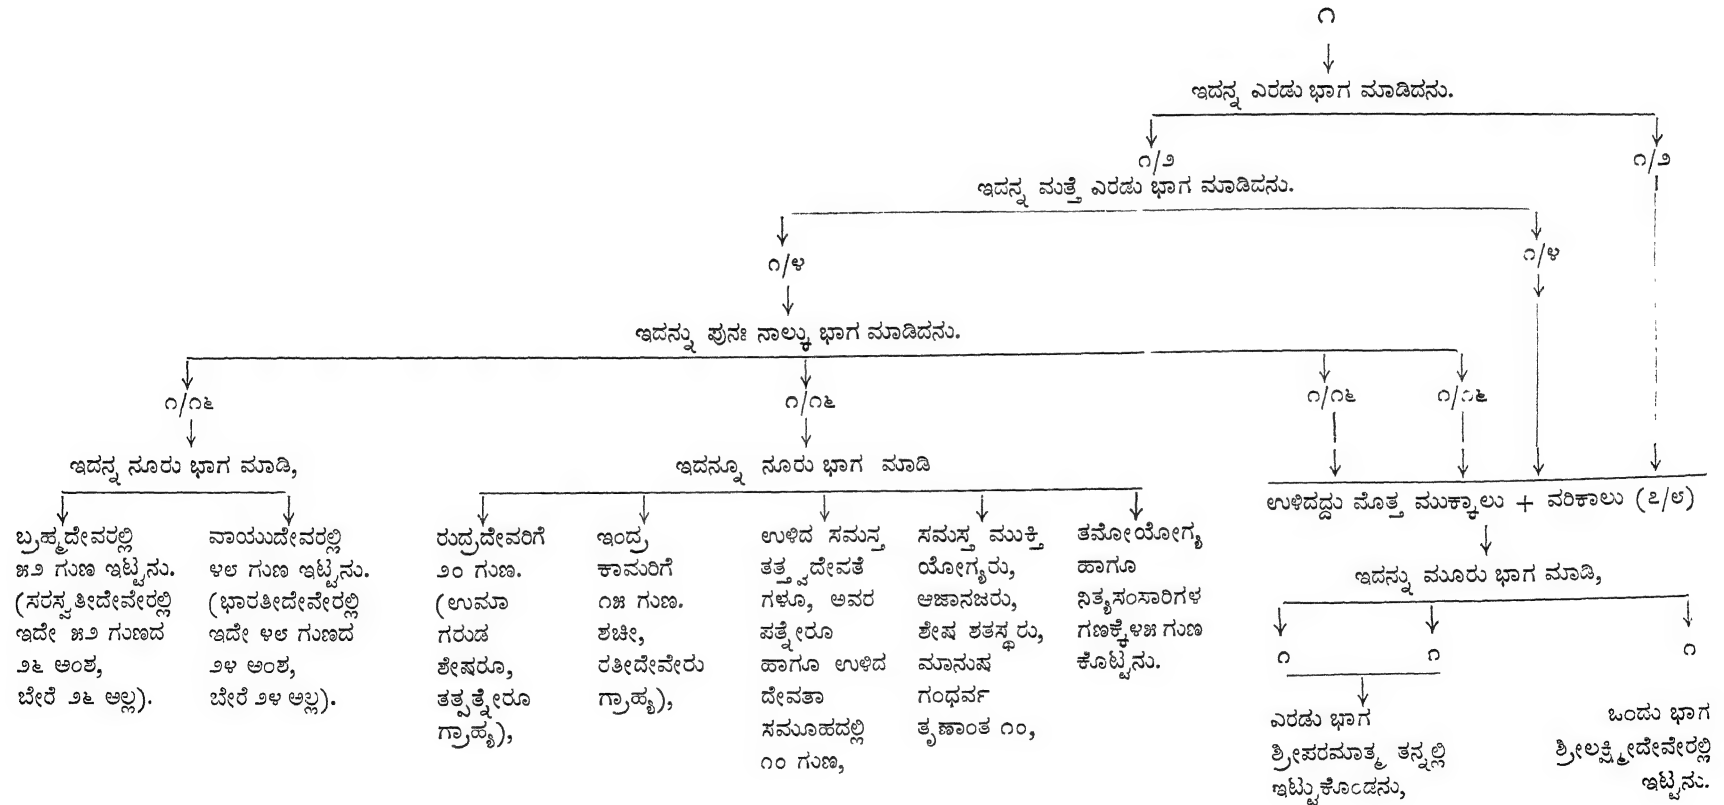 ೧
ಇದನ್ನ ಎರಡು ಭಾಗ ಮಾಡಿದನು.
೧/೨
೧/೨
ಇದನ್ನ ಮತ್ತೆ ಎರಡು ಭಾಗ ಮಾಡಿದನು.
೧/೪
೧/೪
ಇದನ್ನು ಪುನಃ ನಾಲ್ಕು ಭಾಗ ಮಾಡಿದನು.
೧/೧೬
೧/೧೬
೧/೧೬
೧/೧೬
ಇದನ್ನ ನೂರು ಭಾಗ ಮಾಡಿ,
ಬ್ರಹ್ಮದೇವರಲ್ಲಿ
೫೨ ಗುಣ ಇಟ್ಟನು.
(ಸರಸ್ವತೀದೇವೇರಲ್ಲಿ
ಇದೇ ೫೨ ಗುಣದ
೨೬ ಅಂಶ,
ಬೇರೆ ೨೬ ಅಲ್ಲ).
ವಾಯುದೇವರಲ್ಲಿ
೪೮ ಗುಣ ಇಟ್ಟನು.
(ಭಾರತೀದೇವೇರಲ್ಲಿ
ಇದೇ ೪೮ ಗುಣದ
೨೪ ಅಂಶ,
ಬೇರೆ ೨೪ ಅಲ್ಲ).
ಇದನ್ನೂ ನೂರು ಭಾಗ ಮಾಡಿ
ರುದ್ರದೇವರಿಗೆ
೨೦ ಗುಣ.
(ಉಮಾ
ಗರುಡ
ಶೇಷರೂ,
ತತ್ಪತ್ನೇರೂ
ಗ್ರಾಹ್ಯ),
ಇಂದ್ರ
ಕಾಮರಿಗೆ
೧೫ ಗುಣ.
ಶಚೀ,
ರತೀದೇವೇರು
ಗ್ರಾಹ್ಯ),
ಉಳಿದ ಸಮಸ್ತ
ತತ್ತ್ವದೇವತೆ
ಗಳೂ, ಅವರ
ಪತ್ನೇರೂ
ಹಾಗೂ ಉಳಿದ
ದೇವತಾ
ಸಮೂಹದಲ್ಲಿ
೧೦ ಗುಣ,
ಸಮಸ್ತ ಮುಕ್ತಿ
ಯೋಗ್ಯರು,
ಆಜಾನಜರು,
ಶೇಷ ಶತಸ್ಥರು,
ಮಾನುಷ
ಗಂಧರ್ವ
ತೃಣಾಂತ ೧೦,
ತಮೋಯೋಗ್ಯ
ಹಾಗೂ
ನಿತ್ಯಸಂಸಾರಿಗಳ
ಗಣಕ್ಕೆ೪೫ ಗುಣ
ಕೊಟ್ಟನು.
ಉಳಿದದ್ದು ಮೊತ್ತ ಮುಕ್ಕಾಲು + ಪರಿಕಾಲು (೭/೮)
ಇದನ್ನು ಮೂರು ಭಾಗ ಮಾಡಿ,
೧
೧
೧
ಎರಡು ಭಾಗ
ಶ್ರೀಪರಮಾತ್ಮ ತನ್ನಲ್ಲಿ
ಇಟ್ಟುಕೊಂಡನು,
ಒಂದು ಭಾಗ
ಶ್ರೀಲಕ್ಷ್ಮೀದೇವೇರಲ್ಲಿ
ಇಟ್ಟನು.